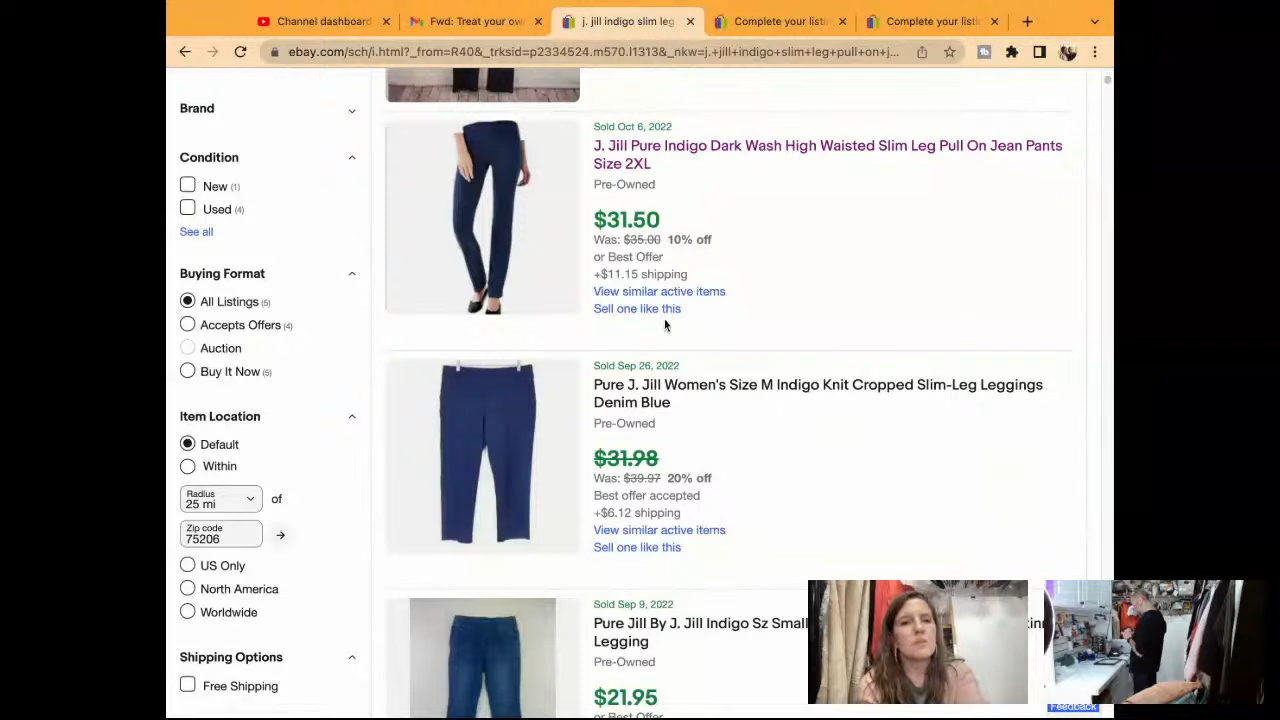 Channel dashboard
Fwd: Treat your ow
j. jill indigo slim leg
Complete your listi
Complete your listi
ebay.com/sch/i.html?_from=R40&_trksid=p2334524.m570.l1313&_nkw=j.+jill+indigo+slim+leg+pull+on+j...
Brand
Condition
New (1)
Used (4)
See all
Buying Format
All Listings (5)
Accepts Offers (4)
Auction
Buy It Now (5)
Item Location
Default
Within
Radius
25 mi
of
Zip code
75206
US Only
North America
Worldwide
Shipping Options
Free Shipping
Sold Oct 6, 2022
J. Jill Pure Indigo Dark Wash High Waisted Slim Leg Pull On Jean Pants
Size 2XL
Pre-Owned
$31.50
Was: $35.00 10% off
or Best Offer
+$11.15 shipping
View similar active items
Sell one like this
Sold Sep 26, 2022
Pure J. Jill Women's Size M Indigo Knit Cropped Slim-Leg Leggings
Denim Blue
Pre-Owned
$31.98
Was: $39.97 20% off
Best offer accepted
+$6.12 shipping
View similar active items
Sell one like this
Sold Sep 9, 2022
Pure Jill By J. Jill Indigo Sz Small
Legging
Pre-Owned
$21.95
or Best Offer
Feedback